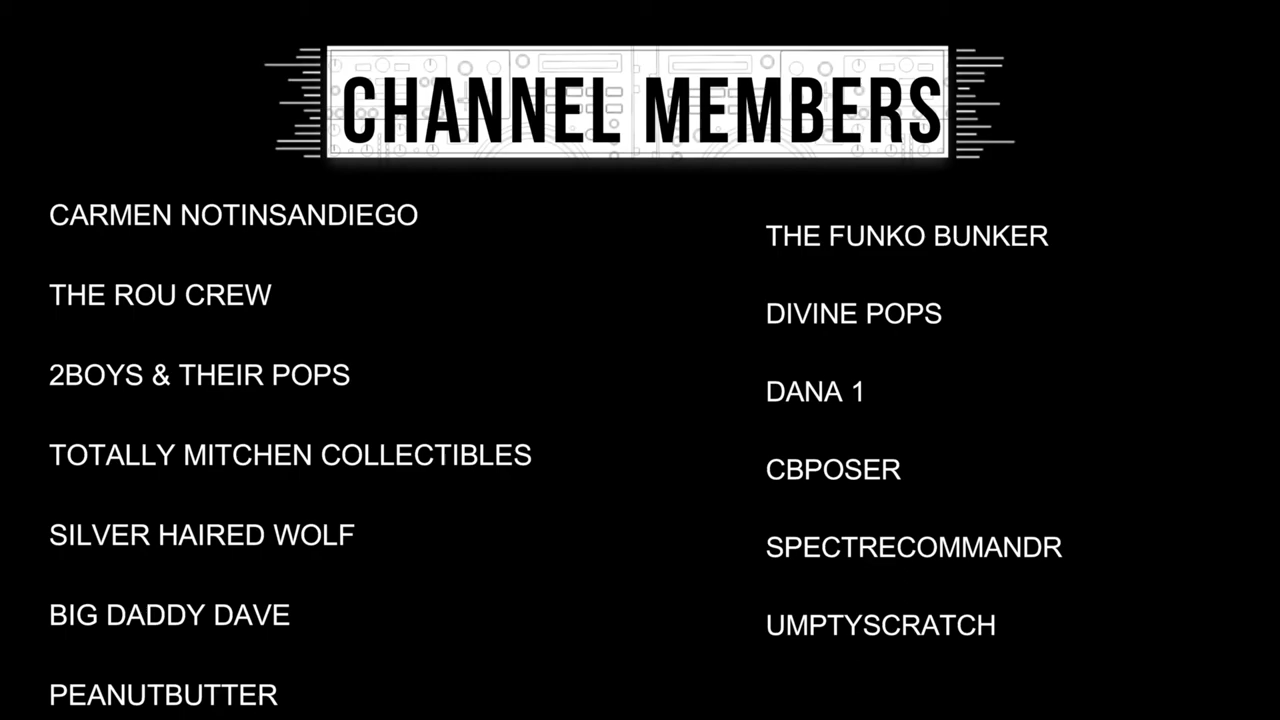 CHANNEL MEMBERS
CARMEN NOTINSANDIEGO
THE ROU CREW
2BOYS & THEIR POPS
TOTALLY MITCHEN COLLECTIBLES
SILVER HAIRED WOLF
BIG DADDY DAVE
PEANUTBUTTER
THE FUNKO BUNKER
DIVINE POPS
DANA 1
CBPOSER
SPECTRECOMMANDR
UMPTYSCRATCH